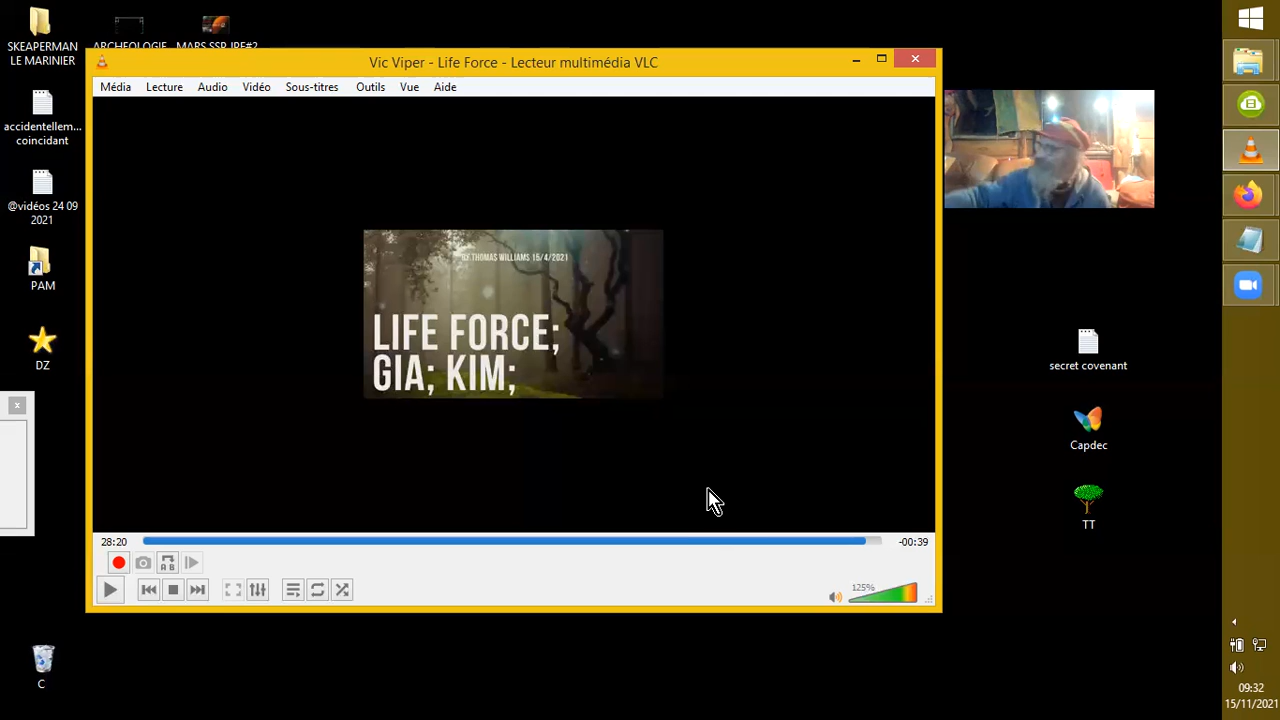 SKEAPERMAN
LE MARINIER
ARCHEOLOGIE
MARS SSP IRE#2
Vic Viper - Life Force - Lecteur multimédia VLC
Média Lecture Audio Vidéo Sous-titres Outils Vue Aide
accidentellem...
coincidant
@vidéos 24 09
2021
PAM
DZ
BY THOMAS WILLIAMS 15/4/2021
LIFE FORCE;
GIA; KIM;
secret covenant
Capdec
TT
x
28:20
-00:39
A B
125%
C
09:32
15/11/2021